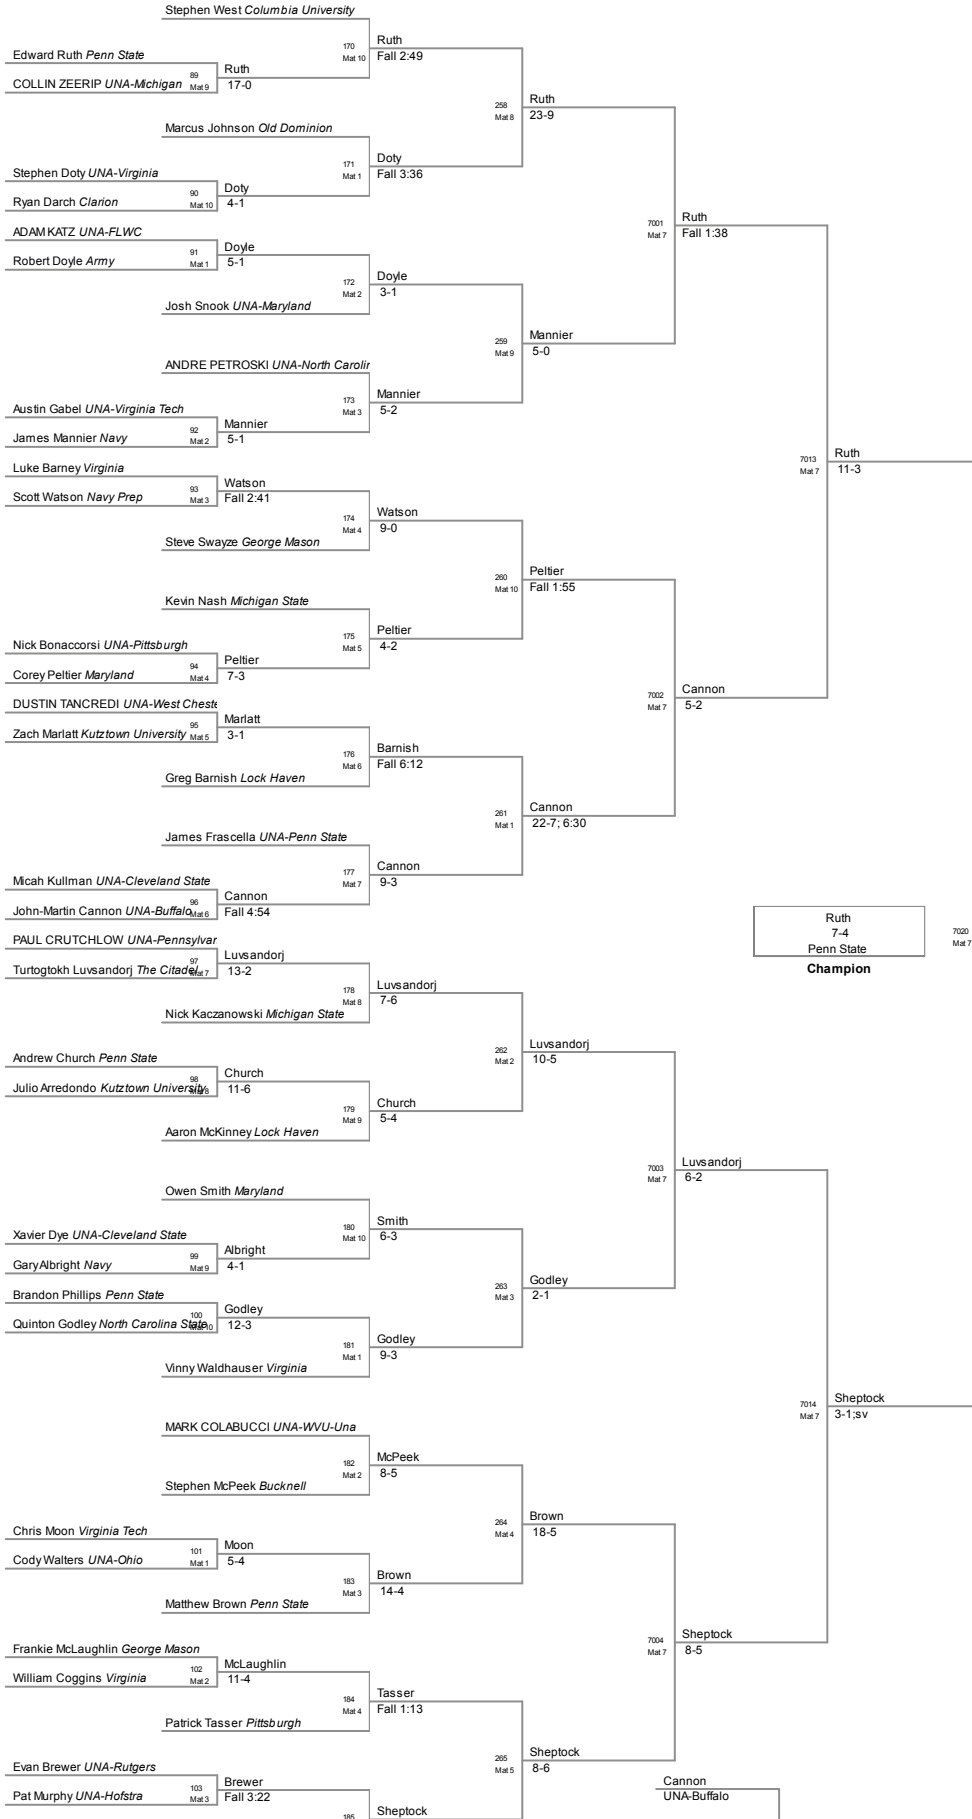 Stephen West Columbia University
170
Mat 10
Ruth
Fall 2:49
Edward Ruth Penn State
89
Mat 9
Ruth
17-0
COLLIN ZEERIP UNA-Michigan
258
Mat 8
Ruth
23-9
Marcus Johnson Old Dominion
171
Mat 1
Doty
Fall 3:36
Stephen Doty UNA-Virginia
90
Mat 10
Doty
4-1
Ryan Darch Clarion
7001
Mat 7
Ruth
Fall 1:38
ADAM KATZ UNA-FLWC
91
Mat 1
Doyle
5-1
Robert Doyle Army
172
Mat 2
Doyle
3-1
Josh Snook UNA-Maryland
259
Mat 9
Mannier
5-0
ANDRE PETROSKI UNA-North Carolir
173
Mat 3
Mannier
5-2
Austin Gabel UNA-Virginia Tech
92
Mat 2
Mannier
5-1
James Mannier Navy
7013
Mat 7
Ruth
11-3
Luke Barney Virginia
93
Mat 3
Watson
Fall 2:41
Scott Watson Navy Prep
174
Mat 4
Watson
9-0
Steve Swayze George Mason
260
Mat 10
Peltier
Fall 1:55
Kevin Nash Michigan State
175
Mat 5
Peltier
4-2
Nick Bonaccorsi UNA-Pittsburgh
94
Mat 4
Peltier
7-3
Corey Peltier Maryland
7002
Mat 7
Cannon
5-2
DUSTIN TANCREDI UNA-West Cheste
95
Mat 5
Marlatt
3-1
Zach Marlatt Kutztown University
176
Mat 6
Barnish
Fall 6:12
Greg Barnish Lock Haven
261
Mat 1
Cannon
22-7; 6:30
James Frascella UNA-Penn State
177
Mat 7
Cannon
9-3
Micah Kullman UNA-Cleveland State
96
Mat 6
Cannon
Fall 4:54
John-Martin Cannon UNA-Buffalo
Ruth
7-4
Penn State
Champion
7020
Mat 7
PAUL CRUTCHLOW UNA-Pennsylvar
97
Mat 7
Luvsandorj
13-2
Turtogtokh Luvsandorj The Citadel
178
Mat 8
Luvsandorj
7-6
Nick Kaczanowski Michigan State
262
Mat 2
Luvsandorj
10-5
Andrew Church Penn State
98
Mat 8
Church
11-6
Julio Arredondo Kutztown University
179
Mat 9
Church
5-4
Aaron McKinney Lock Haven
7003
Mat 7
Luvsandorj
6-2
Owen Smith Maryland
180
Mat 10
Smith
6-3
Xavier Dye UNA-Cleveland State
99
Mat 9
Albright
4-1
Gary Albright Navy
263
Mat 3
Godley
2-1
Brandon Phillips Penn State
100
Mat 10
Godley
12-3
Quinton Godley North Carolina State
181
Mat 1
Godley
9-3
Vinny Waldhauser Virginia
7014
Mat 7
Sheptock
3-1;sv
MARK COLABUCCI UNA-WVU-Una
182
Mat 2
McPeek
8-5
Stephen McPeek Bucknell
264
Mat 4
Brown
18-5
Chris Moon Virginia Tech
101
Mat 1
Moon
5-4
Cody Walters UNA-Ohio
183
Mat 3
Brown
14-4
Matthew Brown Penn State
7004
Mat 7
Sheptock
8-5
Frankie McLaughlin George Mason
102
Mat 2
McLaughlin
11-4
William Coggins Virginia
184
Mat 4
Tasser
Fall 1:13
Patrick Tasser Pittsburgh
265
Mat 5
Sheptock
8-6
Evan Brewer UNA-Rutgers
103
Mat 3
Brewer
Fall 3:22
Pat Murphy UNA-Hofstra
185
Sheptock
Cannon
UNA-Buffalo